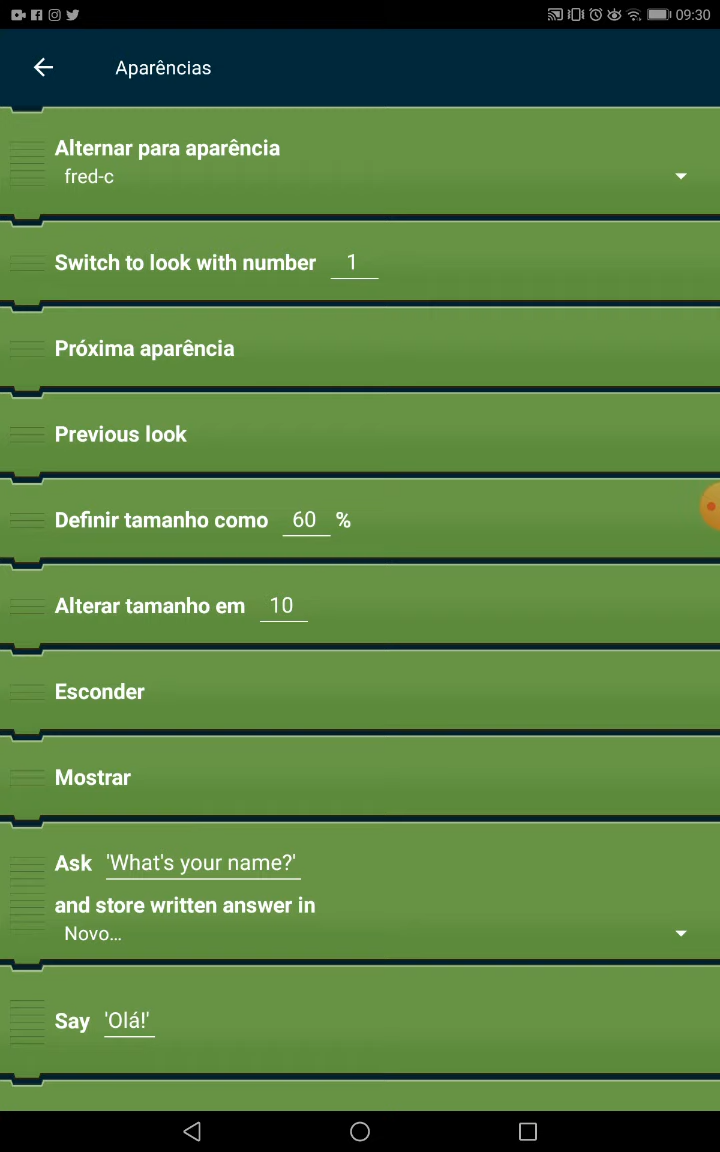 09:30
Aparências
Alternar para aparência
fred-c
Switch to look with number 1
Próxima aparência
Previous look
Definir tamanho como 60 %
Alterar tamanho em 10
Esconder
Mostrar
Ask 'What's your name?'
and store written answer in
Novo...
Say 'Olá!'